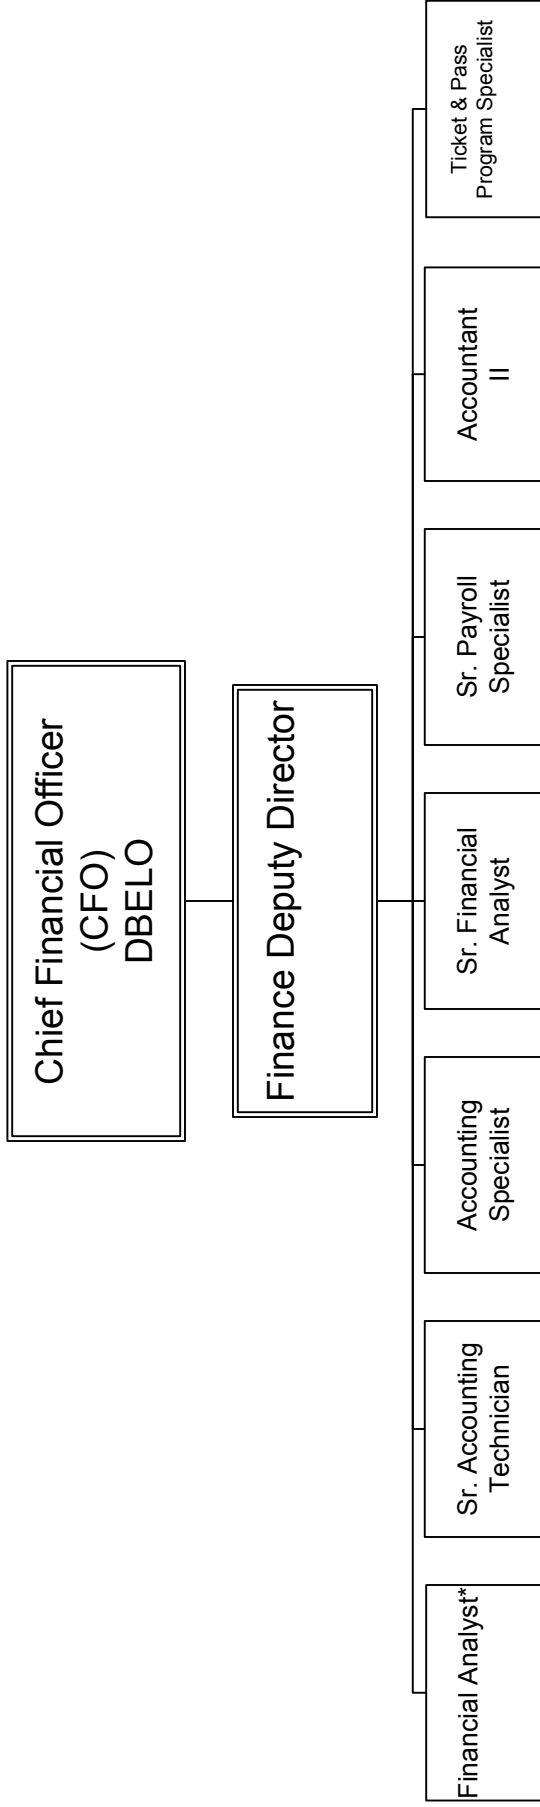 Chief Financial Officer
(CFO)
DBELO
Finance Deputy Director
Financial Analyst*
Sr. Accounting
Technician
Accounting
Specialist
Sr. Financial
Analyst
Sr. Payroll
Specialist
Accountant
II
Ticket & Pass
Program Specialist